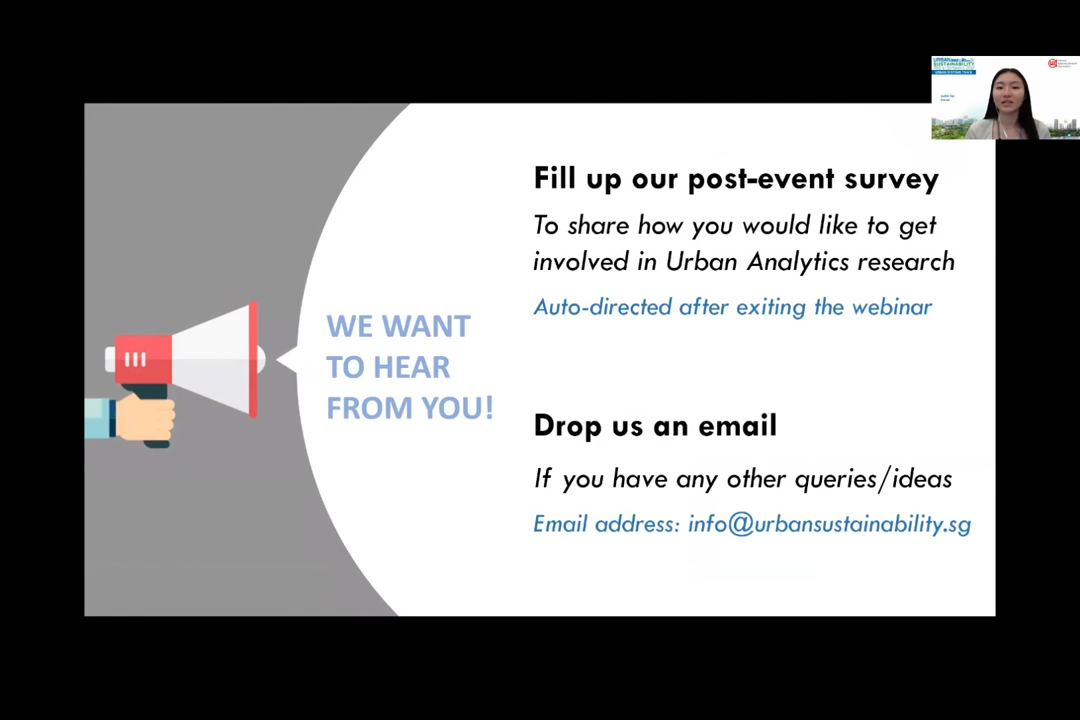 WE WANT
TO HEAR
FROM YOU!
Fill up our post-event survey
To share how you would like to get
involved in Urban Analytics research
Auto-directed after exiting the webinar
Drop us an email
If you have any other queries/ideas
Email address: info@urbansustainability.sg
SUSTAINABILITY